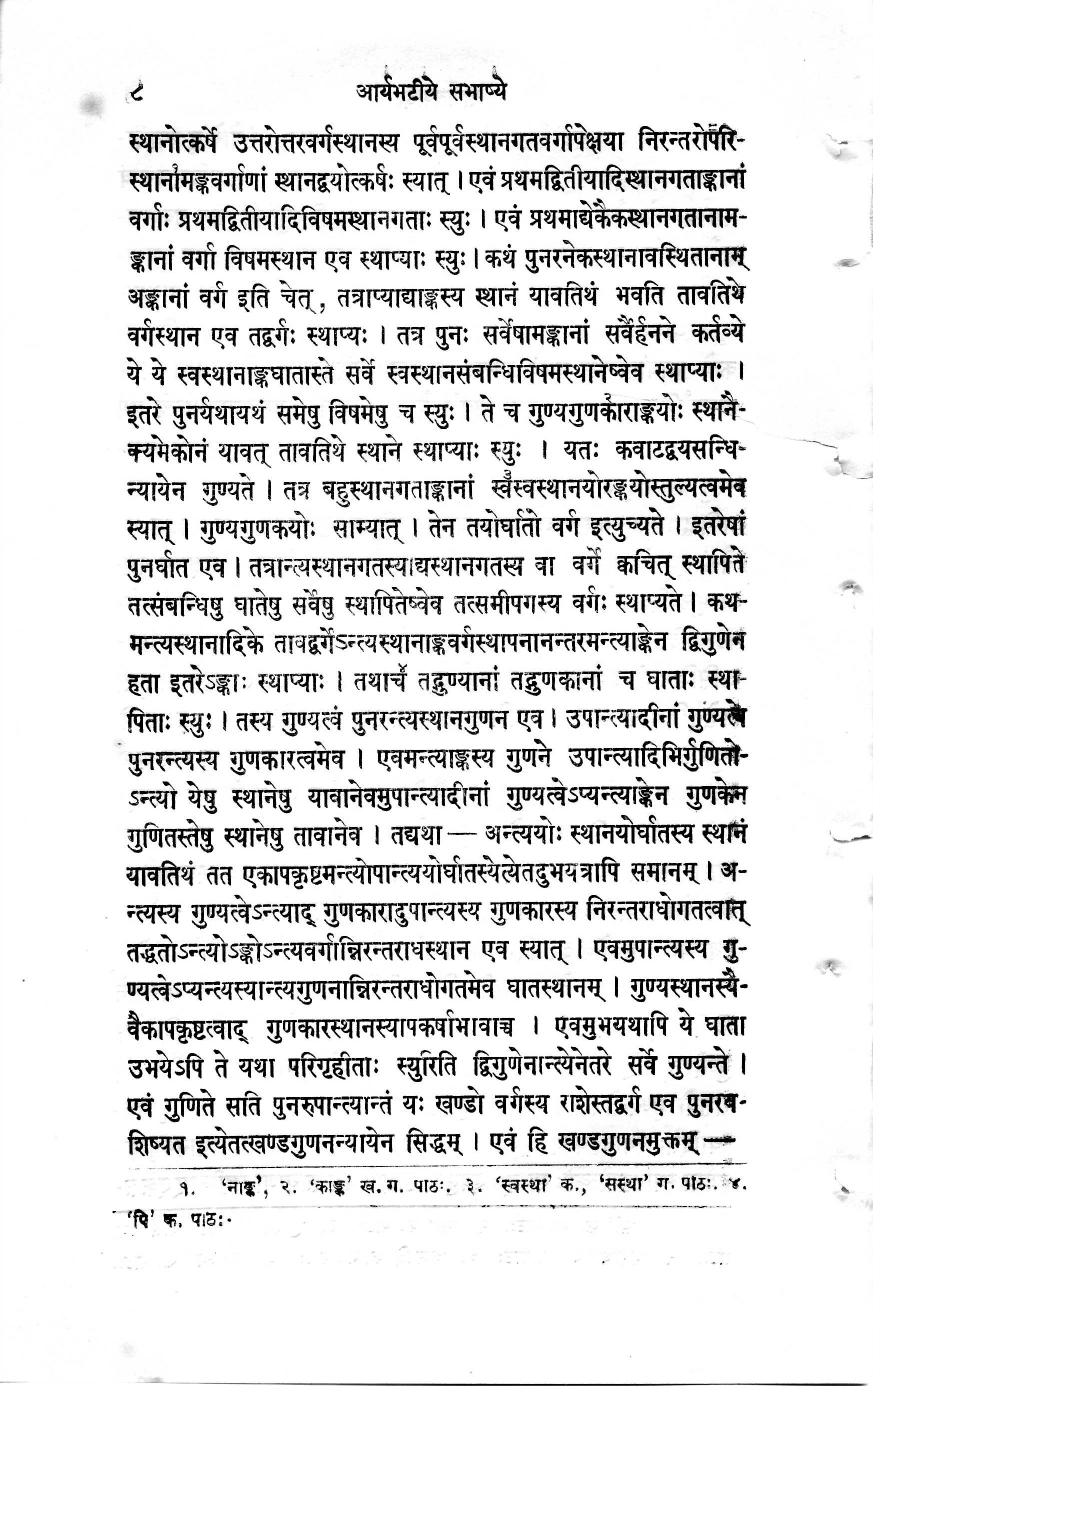 ८ आर्यभटीये सभाष्ये
स्थानोत्कर्षे उत्तरोत्तरवर्गस्थानस्य पूर्वपूर्वस्थानगतवर्गापेक्षया निरन्तरोपरि-
स्थानामङ्कवर्गाणां स्थानद्वयोत्कर्षः स्यात् । एवं प्रथमद्वितीयादिस्थानगताङ्कानां
वर्गाः प्रथमद्वितीयादिविषमस्थानगताः स्युः । एवं प्रथमाद्येकैकस्थानगतानाम-
ङ्कानां वर्गा विषमस्थान एव स्थाप्याः स्युः । कथं पुनरनेकस्थानावस्थितानाम्
अङ्कानां वर्ग इति चेत् , तत्राप्याद्याङ्कस्य स्थानं यावतिथं भवति तावतिथे
वर्गस्थान एव तद्वर्गः स्थाप्यः । तत्र पुनः सर्वेषामङ्कानां सर्वैर्हनने कर्तव्ये
ये ये स्वस्थानाङ्कघातास्ते सर्वे स्वस्थानसंबन्धिविषमस्थानेष्वेव स्थाप्याः ।
इतरे पुनर्यथायथं समेषु विषमेषु च स्युः । ते च गुण्यगुणकाराङ्कयोः स्थानै-
क्यमेकोनं यावत् तावतिथे स्थाने स्थाप्याः स्युः । यतः कवाटद्वयसन्धि-
न्यायेन गुण्यते । तत्र बहुस्थानगताङ्कानां स्वस्वस्थानयोरङ्कयोस्तुल्यत्वमेव
स्यात् । गुण्यगुणकयोः साम्यात् । तेन तयोर्घातो वर्ग इत्युच्यते । इतरेषां
पुनर्घात एव । तत्रान्त्यस्थानगतस्याद्यस्थानगतस्य वा वर्गे क्वचित् स्थापिते
तत्संबन्धिषु घातेषु सर्वेषु स्थापितेष्वेव तत्समीपगस्य वर्गः स्थाप्यते । कथ-
मन्त्यस्थानादिके तावद्वर्गेऽन्त्यस्थानाङ्कवर्गस्थापनानन्तरमन्त्याङ्केन द्विगुणेन
हता इतरेऽङ्काः स्थाप्याः । तथाचं तद्गुण्यानां तद्गुणकानां च घाताः स्था-
पिताः स्युः । तस्य गुण्यत्वं पुनरन्त्यस्थानगुणन एव । उपान्त्यादीनां गुण्यत्वे
पुनरन्त्यस्य गुणकारत्वमेव । एवमन्त्याङ्कस्य गुणने उपान्त्यादिभिर्गुणितो-
ऽन्त्यो येषु स्थानेषु यावानेवमुपान्त्यादीनां गुण्यत्वेऽप्यन्त्याङ्केन गुणकेन
गुणितस्तेषु स्थानेषु तावानेव । तद्यथा — अन्त्ययोः स्थानयोर्घातस्य स्थानं
यावतिथं तत एकापकृष्टमन्त्योपान्त्ययोर्घातस्येत्येतदुभयत्रापि समानम् । अ-
न्त्यस्य गुण्यत्वेऽन्त्याद् गुणकारादुपान्त्यस्य गुणकारस्य निरन्तराधोगतत्वात्
तद्धतोऽन्त्योऽङ्कोऽन्त्यवर्गान्निरन्तराधस्थान एव स्यात् । एवमुपान्त्यस्य गु-
ण्यत्वेऽप्यन्त्यस्यान्त्यगुणनान्निरन्तराधोगतमेव घातस्थानम् । गुण्यस्थानस्यै-
वैकापकृष्टत्वाद् गुणकारस्थानस्यापकर्षाभावाच्च । एवमुभयथापि ये घाता
उभयेऽपि ते यथा परिगृहीताः स्युरिति द्विगुणेनान्त्येनेतरे सर्वे गुण्यन्ते ।
एवं गुणिते सति पुनरुपान्त्यान्तं यः खण्डो वर्गस्य राशेस्तद्वर्ग एव पुनरव-
शिष्यत इत्येतत्खण्डगुणनन्यायेन सिद्धम् । एवं हि खण्डगुणनमुक्तम् —
१. 'नाङ्क', २. 'काङ्क' ख. ग. पाठः. ३. 'स्वस्था' क., 'सस्था' ग. पाठः. ४.
'पि' क. पाठः.